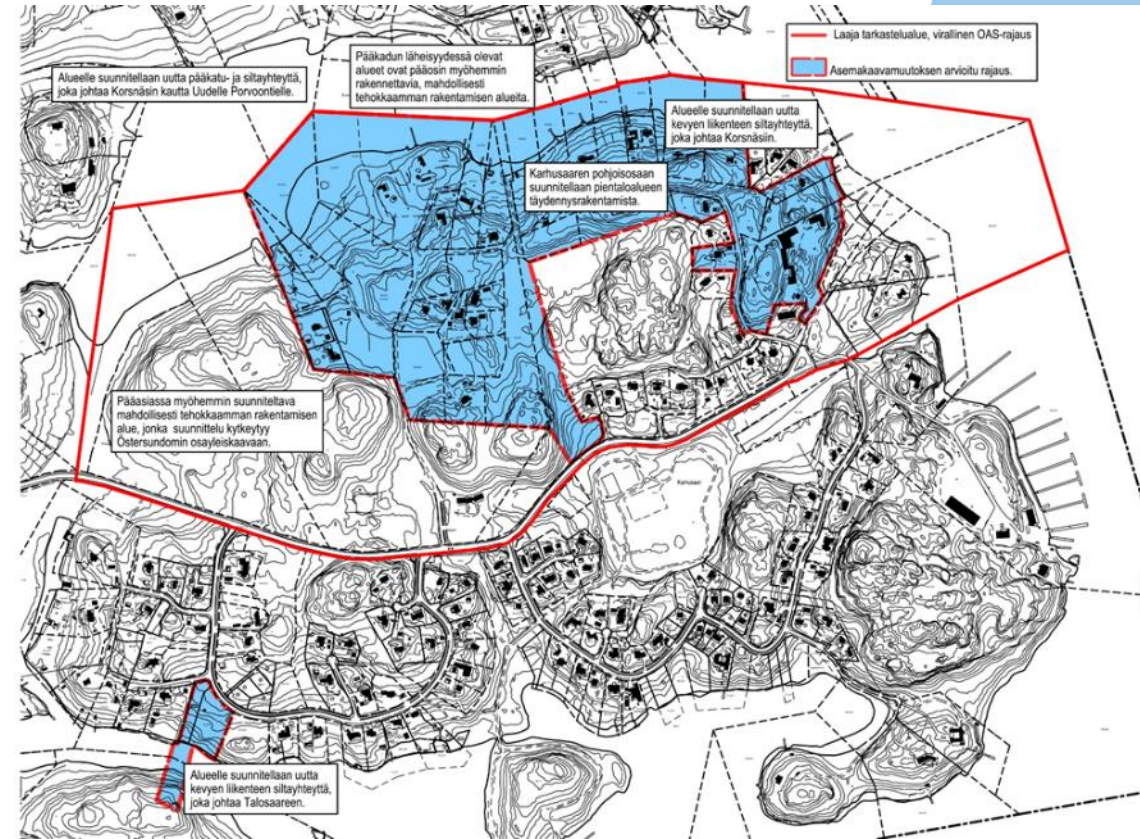 Laaja tarkastelualue, virallinen OAS-rajaus
Asemakaavamuutoksen arvioitu rajaus.
Alueelle suunnitellaan uutta pääkatu- ja siltayhteyttä,
joka johtaa Korsnäsin kautta Uudelle Porvoontielle.
Pääkadun läheisyydessä olevat
alueet ovat pääosin myöhemmin
rakennettavia, mahdollisesti
tehokkaamman rakentamisen alueita.
Alueelle suunnitellaan uutta
kevyen liikenteen siltayhteyttä,
joka johtaa Korsnäsiin.
Karhusaaren pohjoisosaan
suunnitellaan pientaloalueen
täydennysrakentamista.
Pääasiassa myöhemmin suunniteltava
mahdollisesti tehokkaamman rakentamisen
alue, jonka suunnittelu kytkeytyy
Östersundomin osayleiskaavaan.
Karhusaari
Alueelle suunnitellaan uutta
kevyen liikenteen siltayhteyttä,
joka johtaa Talosaareen.